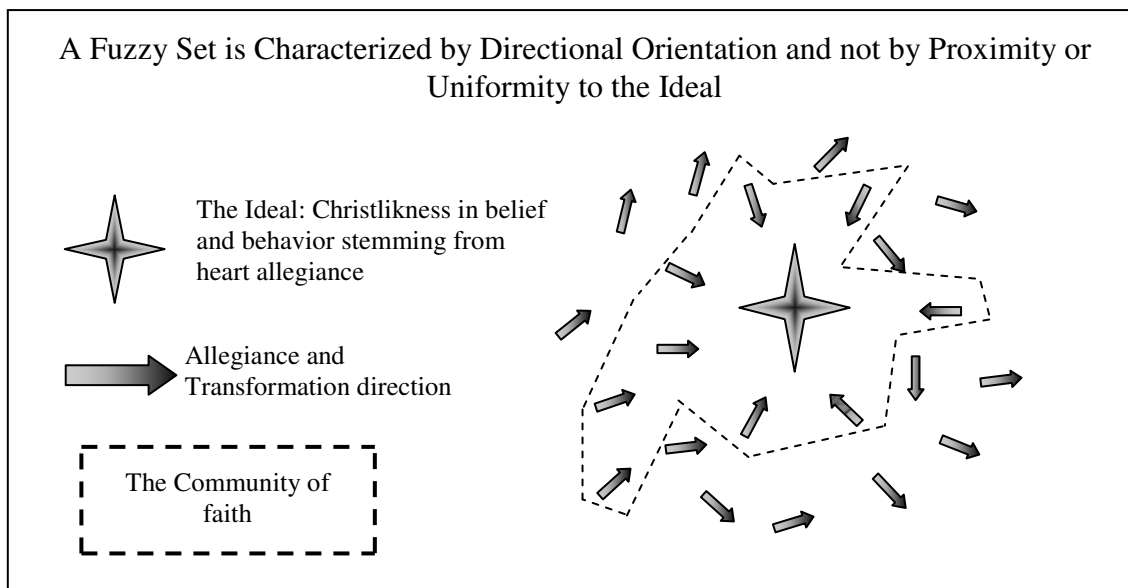 A Fuzzy Set is Characterized by Directional Orientation and not by Proximity or
Uniformity to the Ideal
The Ideal: Christlikness in belief
and behavior stemming from
heart allegiance
Allegiance and
Transformation direction
The Community of
faith